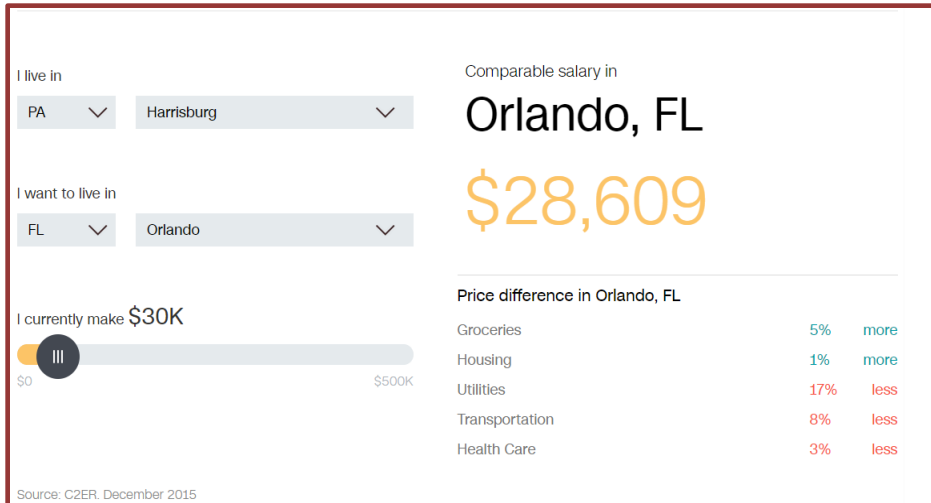 I live in
PA Harrisburg
I want to live in
FL Orlando
I currently make $30K
$0 $500K
Source: C2ER. December 2015
Comparable salary in
Orlando, FL
$28,609
Price difference in Orlando, FL
Groceries 5% more
Housing 1% more
Utilities 17% less
Transportation 8% less
Health Care 3% less